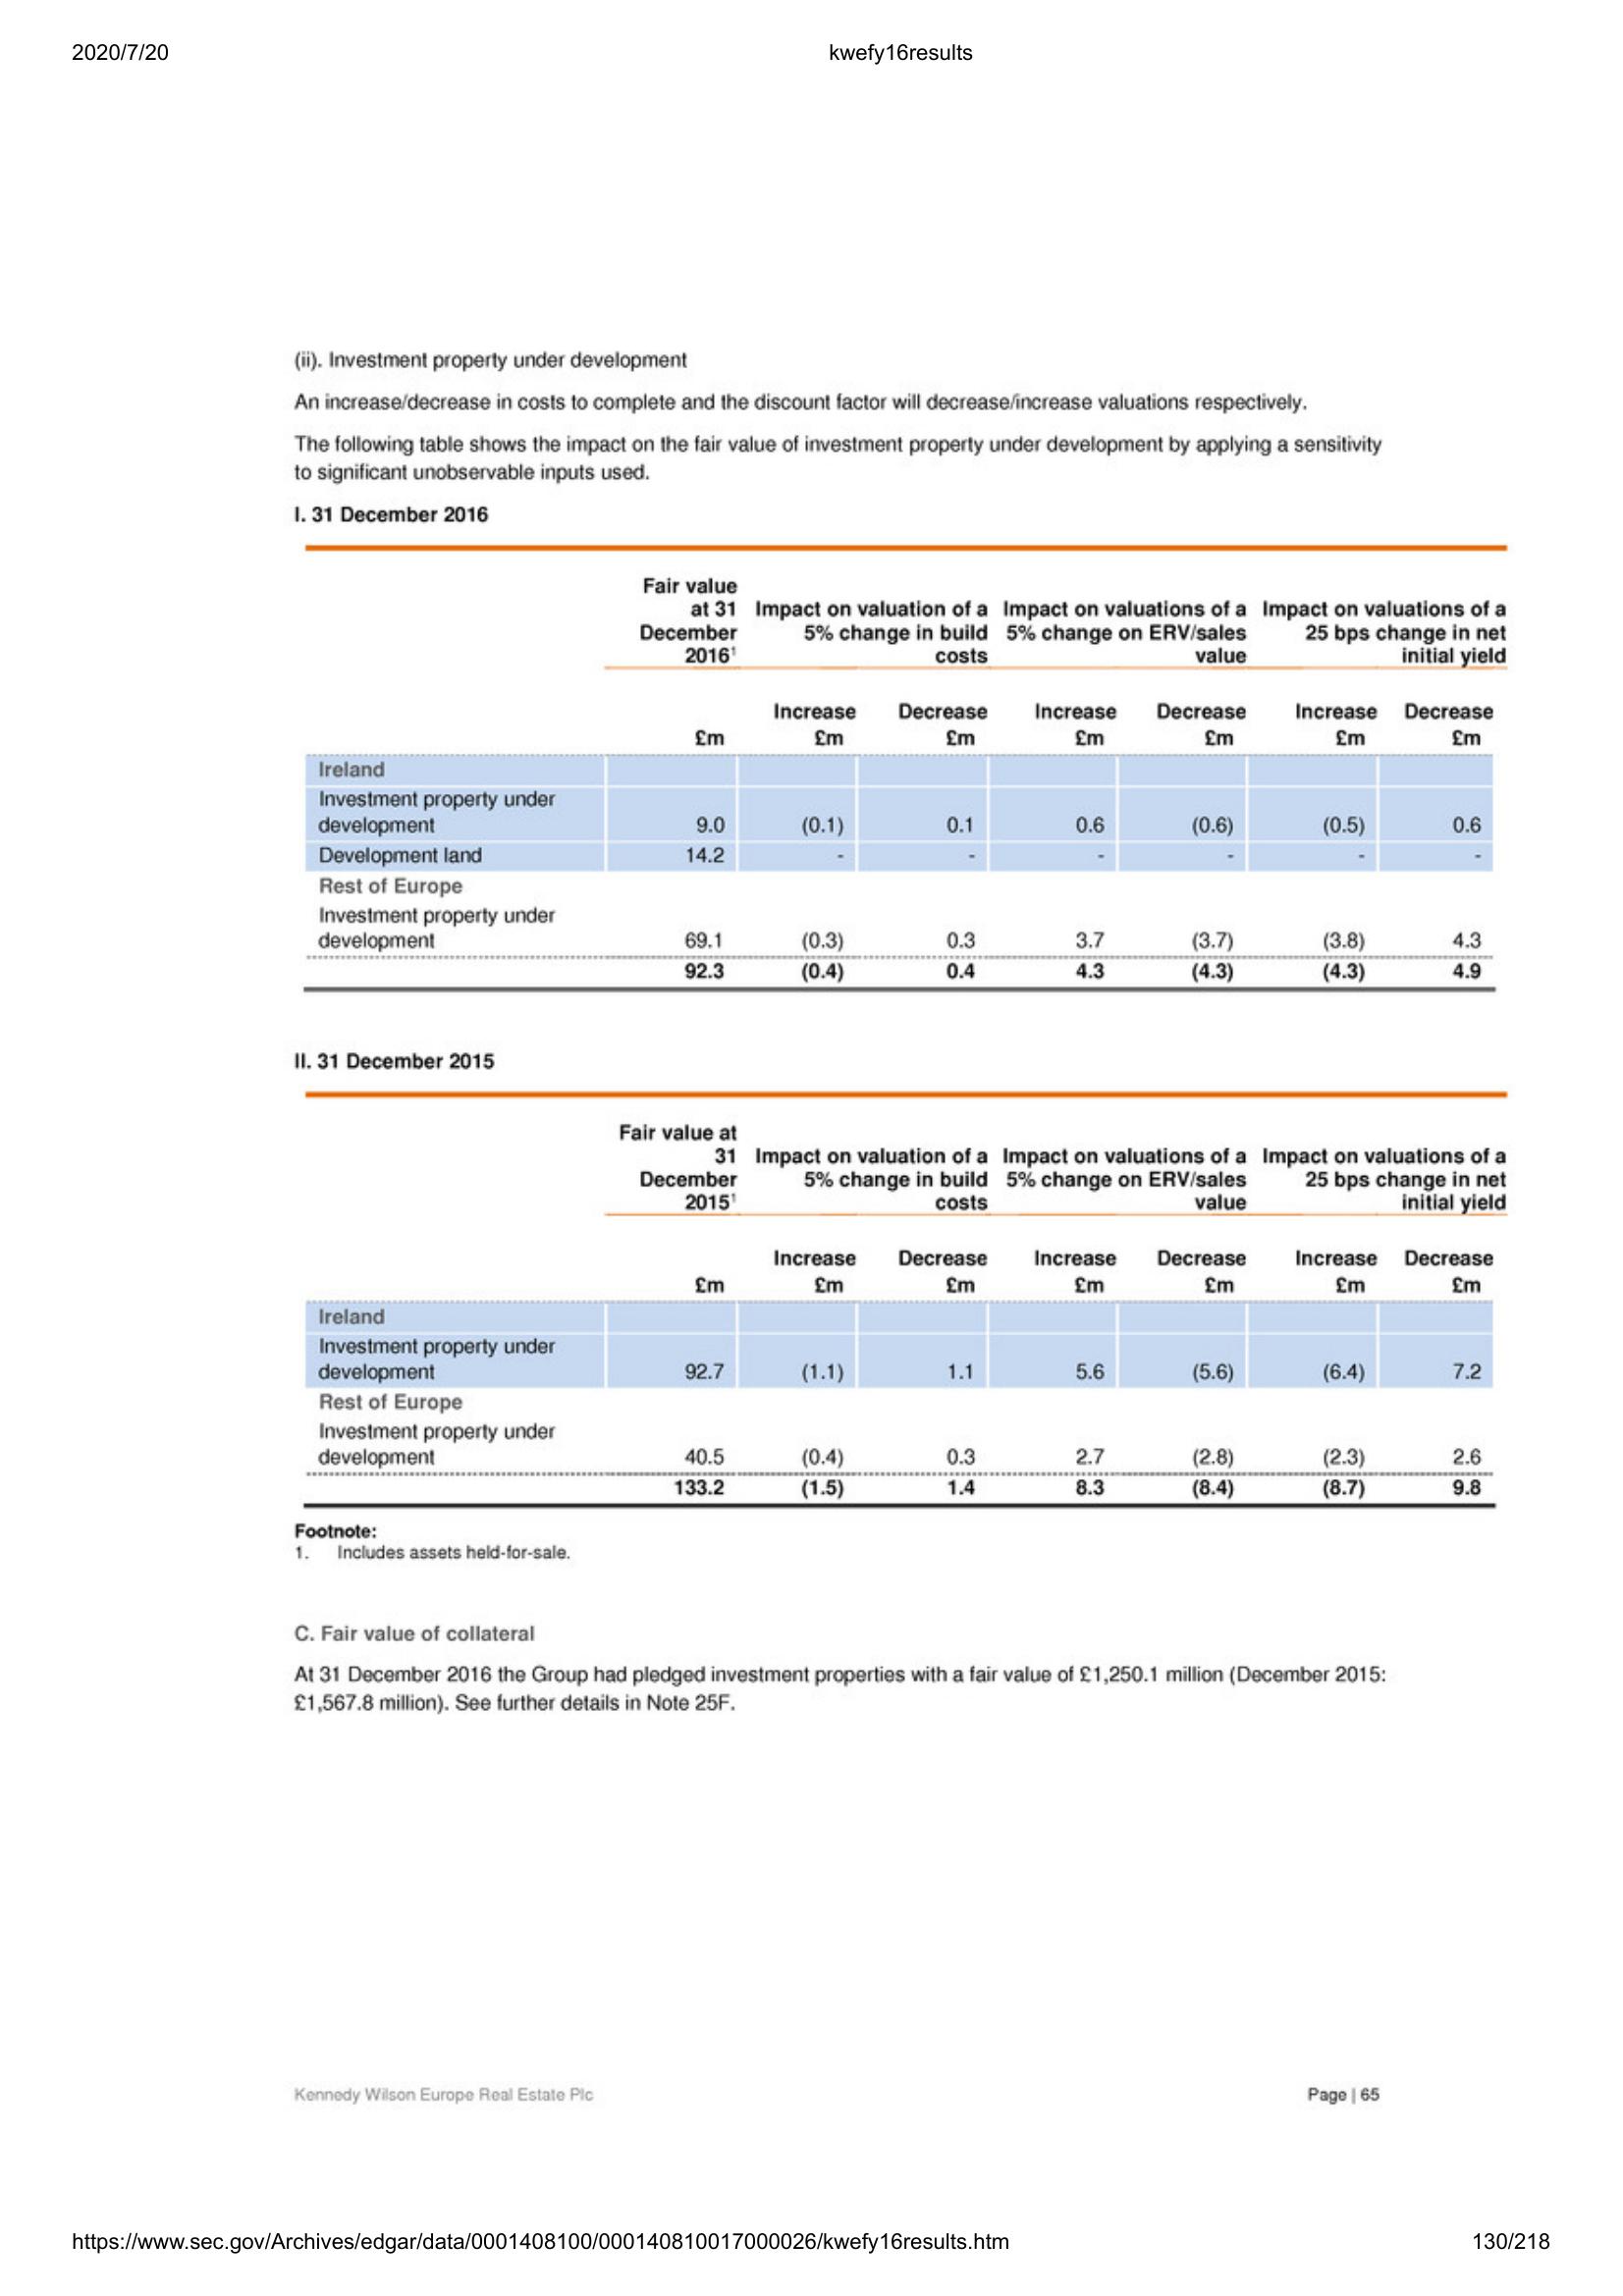 2020/7/20 kwefy16results
(ii). Investment property under development
An increase/decrease in costs to complete and the discount factor will decrease/increase valuations respectively.
The following table shows the impact on the fair value of investment property under development by applying a sensitivity
to significant unobservable inputs used.
I. 31 December 2016
Fair value
at 31 Impact on valuation of a Impact on valuations of a Impact on valuations of a
December 5% change in build 5% change on ERV/sales 25 bps change in net
2016¹ costs value initial yield
Increase Decrease Increase Decrease Increase Decrease
£m £m £m £m £m £m £m
Ireland
Investment property under
development 9.0 (0.1) 0.1 0.6 (0.6) (0.5) 0.6
Development land 14.2 - - - - - -
Rest of Europe
Investment property under
development 69.1 (0.3) 0.3 3.7 (3.7) (3.8) 4.3
92.3 (0.4) 0.4 4.3 (4.3) (4.3) 4.9
II. 31 December 2015
Fair value at
31 Impact on valuation of a Impact on valuations of a Impact on valuations of a
December 5% change in build 5% change on ERV/sales 25 bps change in net
2015¹ costs value initial yield
Increase Decrease Increase Decrease Increase Decrease
£m £m £m £m £m £m £m
Ireland
Investment property under
development 92.7 (1.1) 1.1 5.6 (5.6) (6.4) 7.2
Rest of Europe
Investment property under
development 40.5 (0.4) 0.3 2.7 (2.8) (2.3) 2.6
133.2 (1.5) 1.4 8.3 (8.4) (8.7) 9.8
Footnote:
1. Includes assets held-for-sale.
C. Fair value of collateral
At 31 December 2016 the Group had pledged investment properties with a fair value of £1,250.1 million (December 2015:
£1,567.8 million). See further details in Note 25F.
Kennedy Wilson Europe Real Estate Plc Page | 65
https://www.sec.gov/Archives/edgar/data/0001408100/000140810017000026/kwefy16results.htm 130/218